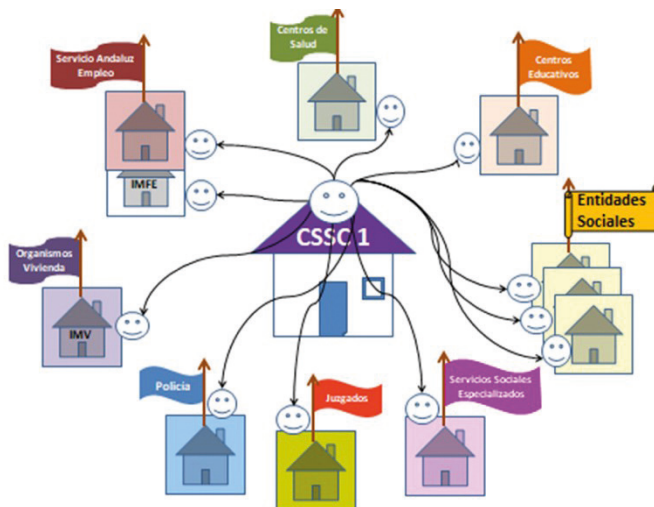 Centros de
Salud
Servicio Andaluz
Empleo
Centros
Educativos
IMFE
Entidades
Sociales
CSSC 1
Organismos
Vivienda
IMV
Policía
Juzgados
Servicios Sociales
Especializados